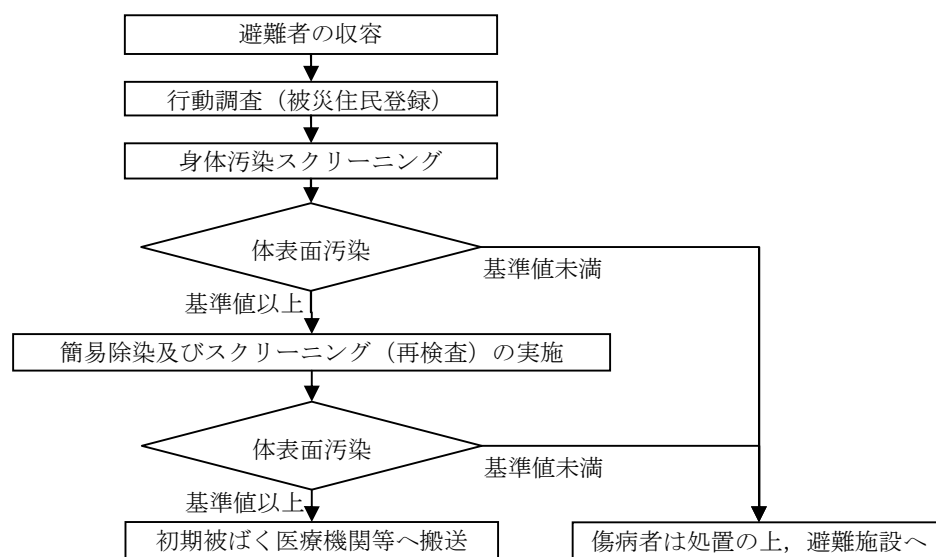 避難者の収容
行動調査（被災住民登録）
身体汚染スクリーニング
体表面汚染
基準値未満
基準値以上
簡易除染及びスクリーニング（再検査）の実施
体表面汚染
基準値未満
基準値以上
初期被ばく医療機関等へ搬送
傷病者は処置の上，避難施設へ